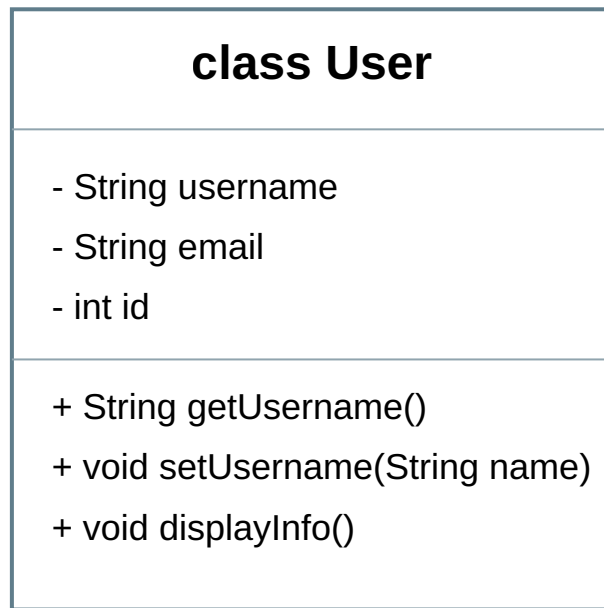 class User
- String username
- String email
- int id
+ String getUsername()
+ void setUsername(String name)
+ void displayInfo()